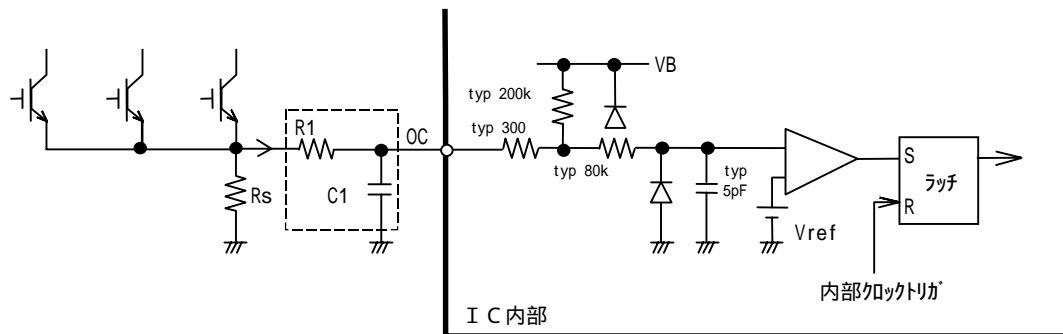 VB
typ 200k
R1
OC
typ 300
typ 80k
Rs
C1
typ
5pF
Vref
S
R
ﾗｯﾁ
内部ｸﾛｯｸﾄﾘｶﾞ
ＩＣ内部